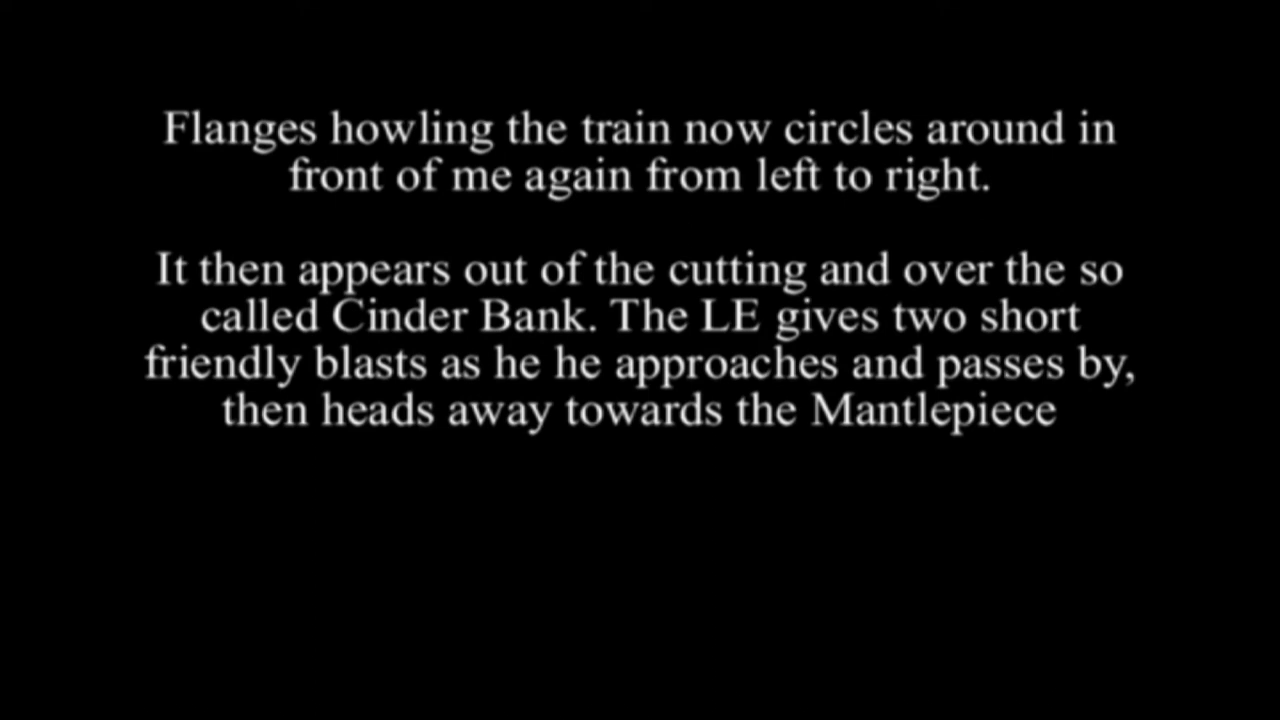 Flanges howling the train now circles around in
front of me again from left to right.
It then appears out of the cutting and over the so
called Cinder Bank. The LE gives two short
friendly blasts as he he approaches and passes by,
then heads away towards the Mantlepiece